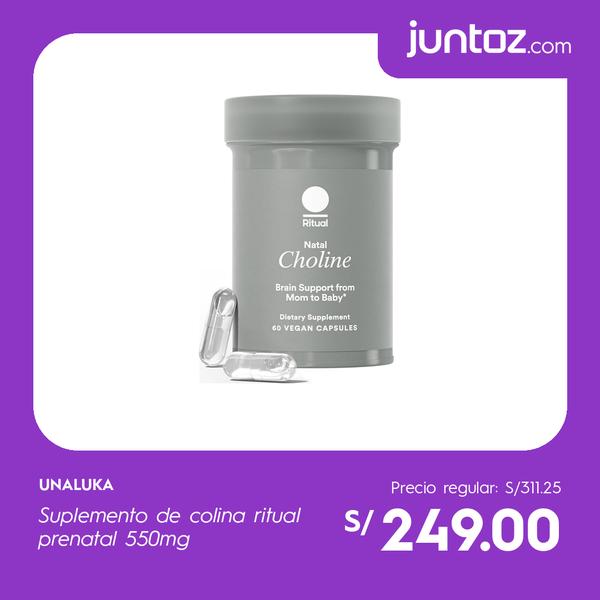 juntoz.com
Ritual
Natal
Choline
Brain Support from
Mom to Baby*
Dietary Supplement
60 VEGAN CAPSULES
UNALUKA
Suplemento de colina ritual
prenatal 550mg
Precio regular: S/311.25
S/249.00